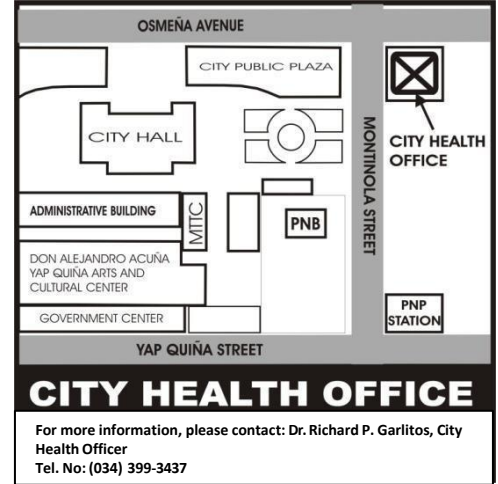 OSMEÑA AVENUE
CITY PUBLIC PLAZA
CITY HALL
MONTINOLA STREET
CITY HEALTH
OFFICE
ADMINISTRATIVE BUILDING
MTTC
PNB
DON ALEJANDRO ACUÑA
YAP QUIÑA ARTS AND
CULTURAL CENTER
GOVERNMENT CENTER
PNP
STATION
YAP QUIÑA STREET
CITY HEALTH OFFICE
For more information, please contact: Dr. Richard P. Garlitos, City
Health Officer
Tel. No: (034) 399-3437